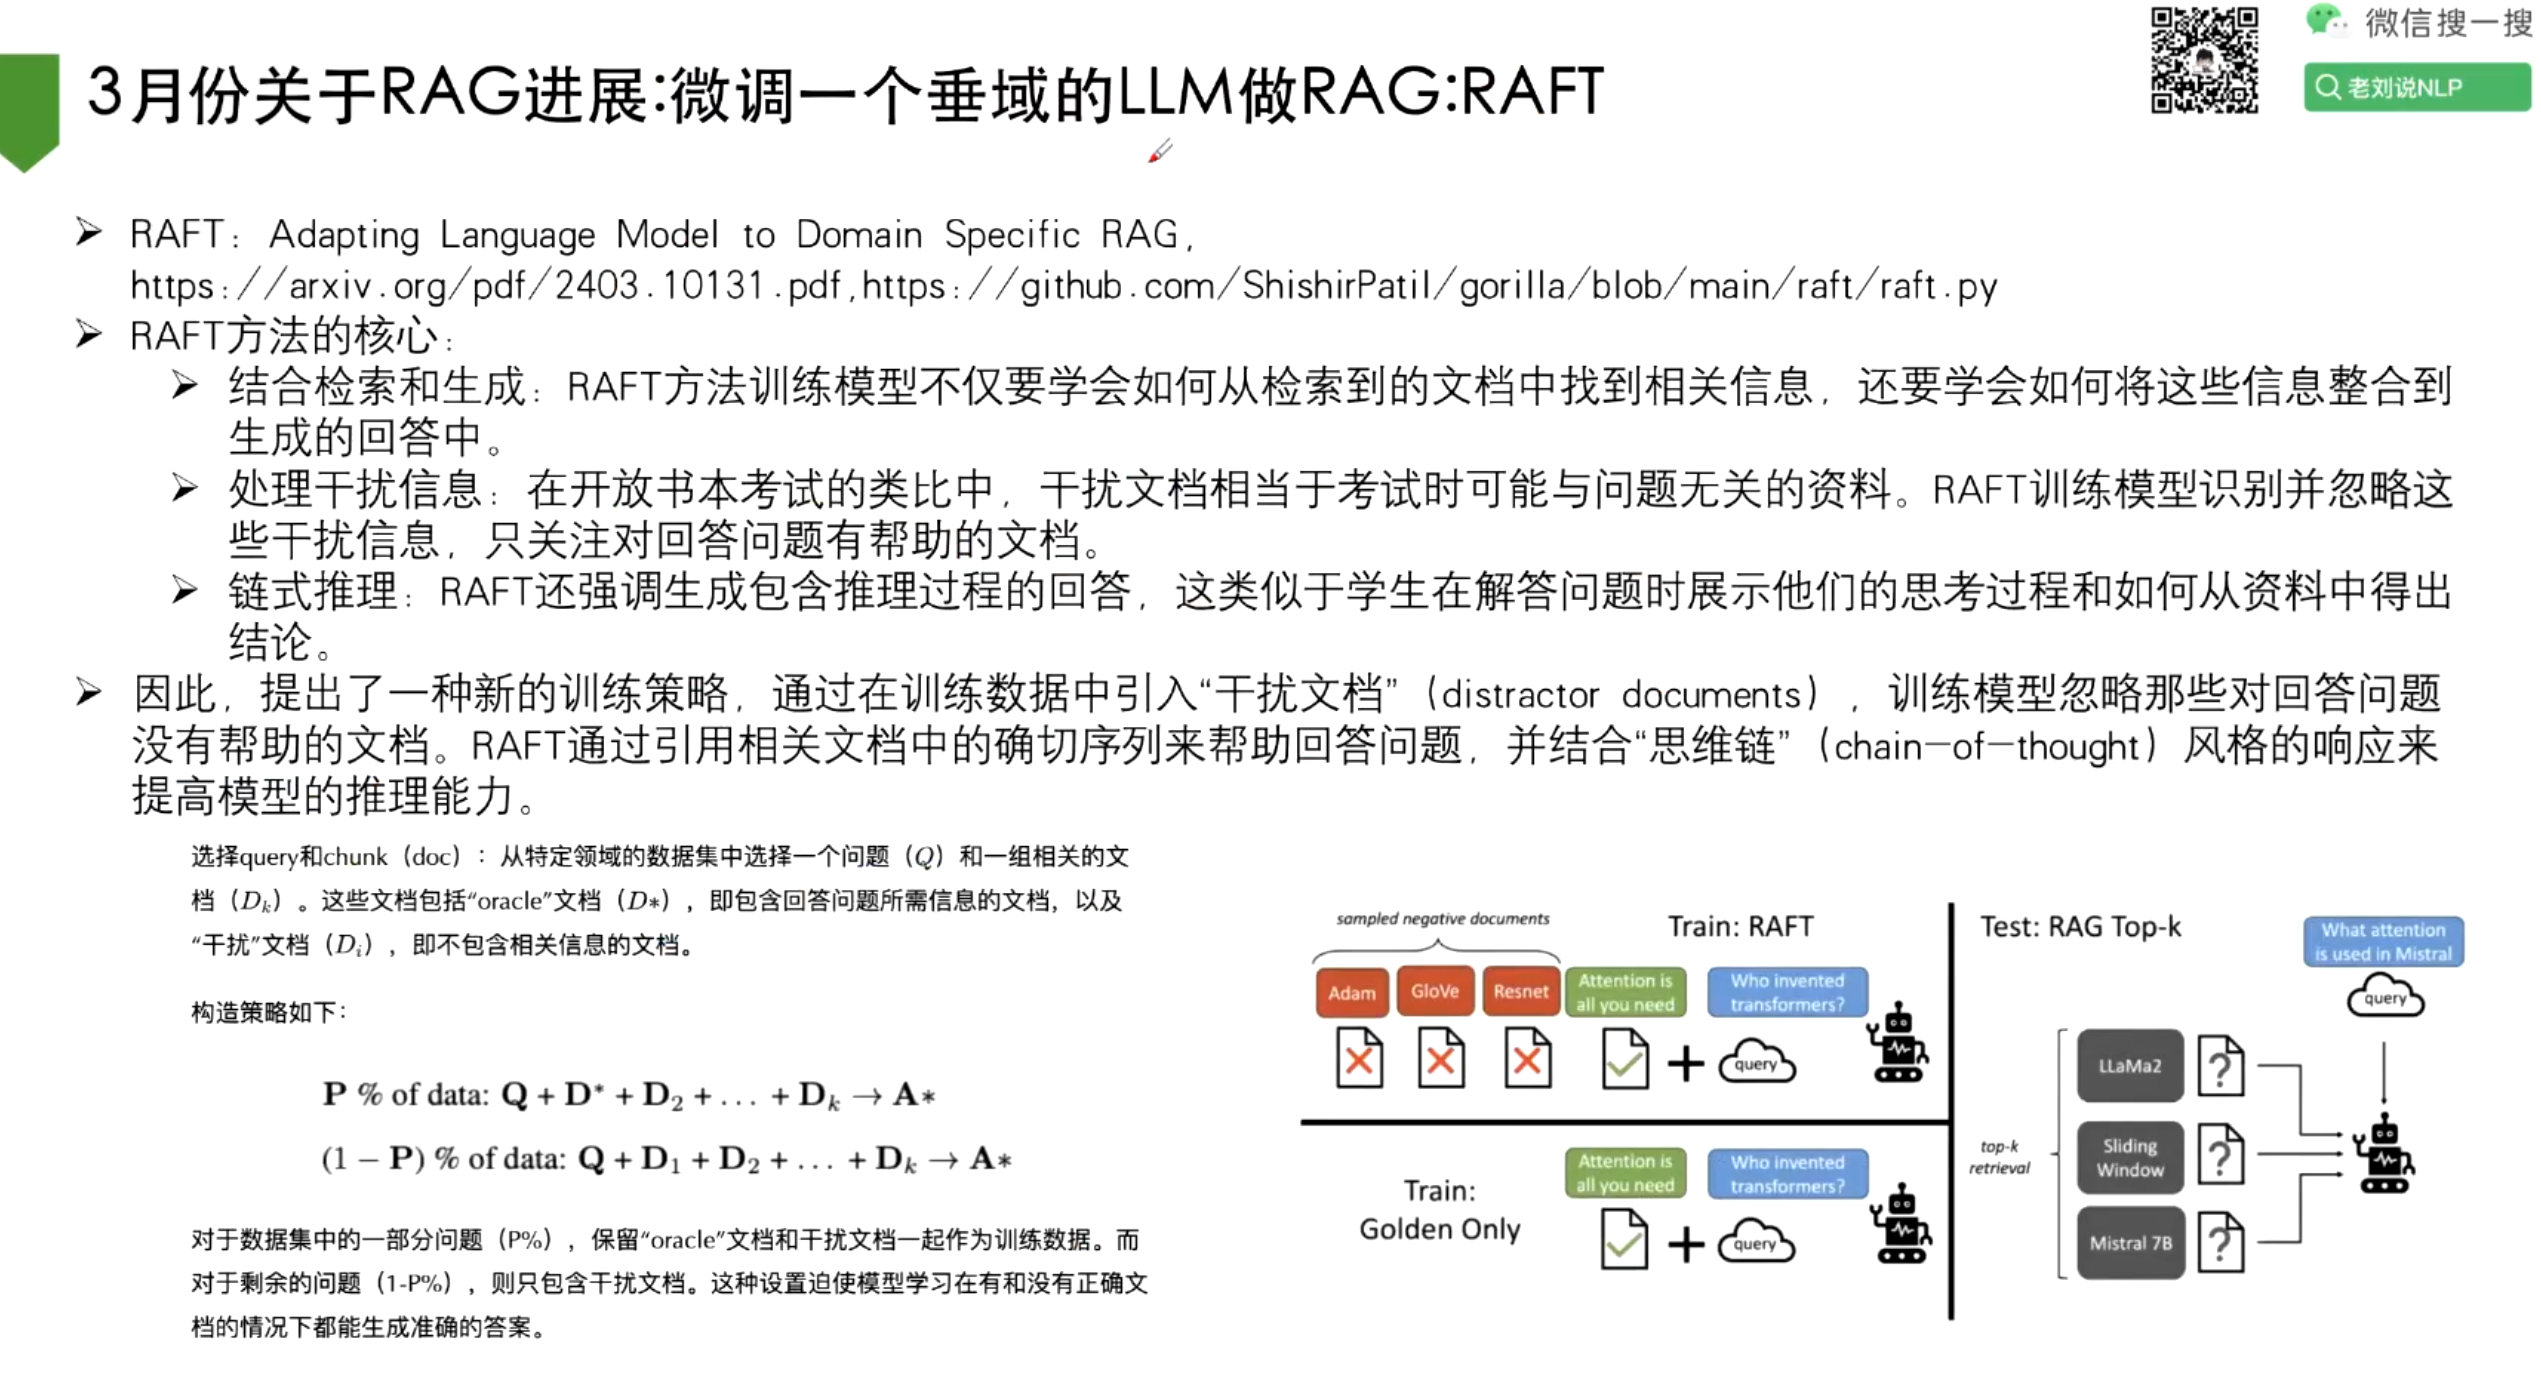 微信搜一搜
老刘说NLP
3月份关于RAG进展:微调一个垂域的LLM做RAG:RAFT
RAFT: Adapting Language Model to Domain Specific RAG,
https://arxiv.org/pdf/2403.10131.pdf,https://github.com/ShishirPatil/gorilla/blob/main/raft/raft.py
RAFT方法的核心:
结合检索和生成: RAFT方法训练模型不仅要学会如何从检索到的文档中找到相关信息, 还要学会如何将这些信息整合到
生成的回答中。
处理干扰信息: 在开放书本考试的类比中, 干扰文档相当于考试时可能与问题无关的资料。RAFT训练模型识别并忽略这
些干扰信息, 只关注对回答问题有帮助的文档。
链式推理: RAFT还强调生成包含推理过程的回答, 这类似于学生在解答问题时展示他们的思考过程和如何从资料中得出
结论。
因此, 提出了一种新的训练策略, 通过在训练数据中引入“干扰文档”(distractor documents), 训练模型忽略那些对回答问题
没有帮助的文档。RAFT通过引用相关文档中的确切序列来帮助回答问题, 并结合“思维链”(chain-of-thought) 风格的响应来
提高模型的推理能力。
选择query和chunk (doc) : 从特定领域的数据集中选择一个问题 (Q) 和一组相关的文
档 (Dₖ) 。这些文档包括“oracle”文档 (D*) , 即包含回答问题所需信息的文档, 以及
“干扰”文档 (Dᵢ) , 即不包含相关信息的文档。
构造策略如下:
P % of data: Q + D* + D₂ + ... + Dₖ → A*
(1 − P) % of data: Q + D₁ + D₂ + ... + Dₖ → A*
对于数据集中的一部分问题 (P%) , 保留“oracle”文档和干扰文档一起作为训练数据。而
对于剩余的问题 (1-P%) , 则只包含干扰文档。这种设置迫使模型学习在有和没有正确文
档的情况下都能生成准确的答案。
sampled negative documents
Train: RAFT
Adam
GloVe
Resnet
Attention is
all you need
Who invented
transformers?
query
Train:
Golden Only
Attention is
all you need
Who invented
transformers?
query
Test: RAG Top-k
What attention
is used in Mistral
query
top-k
retrieval
LLaMa2
?
Sliding
Window
?
Mistral 7B
?